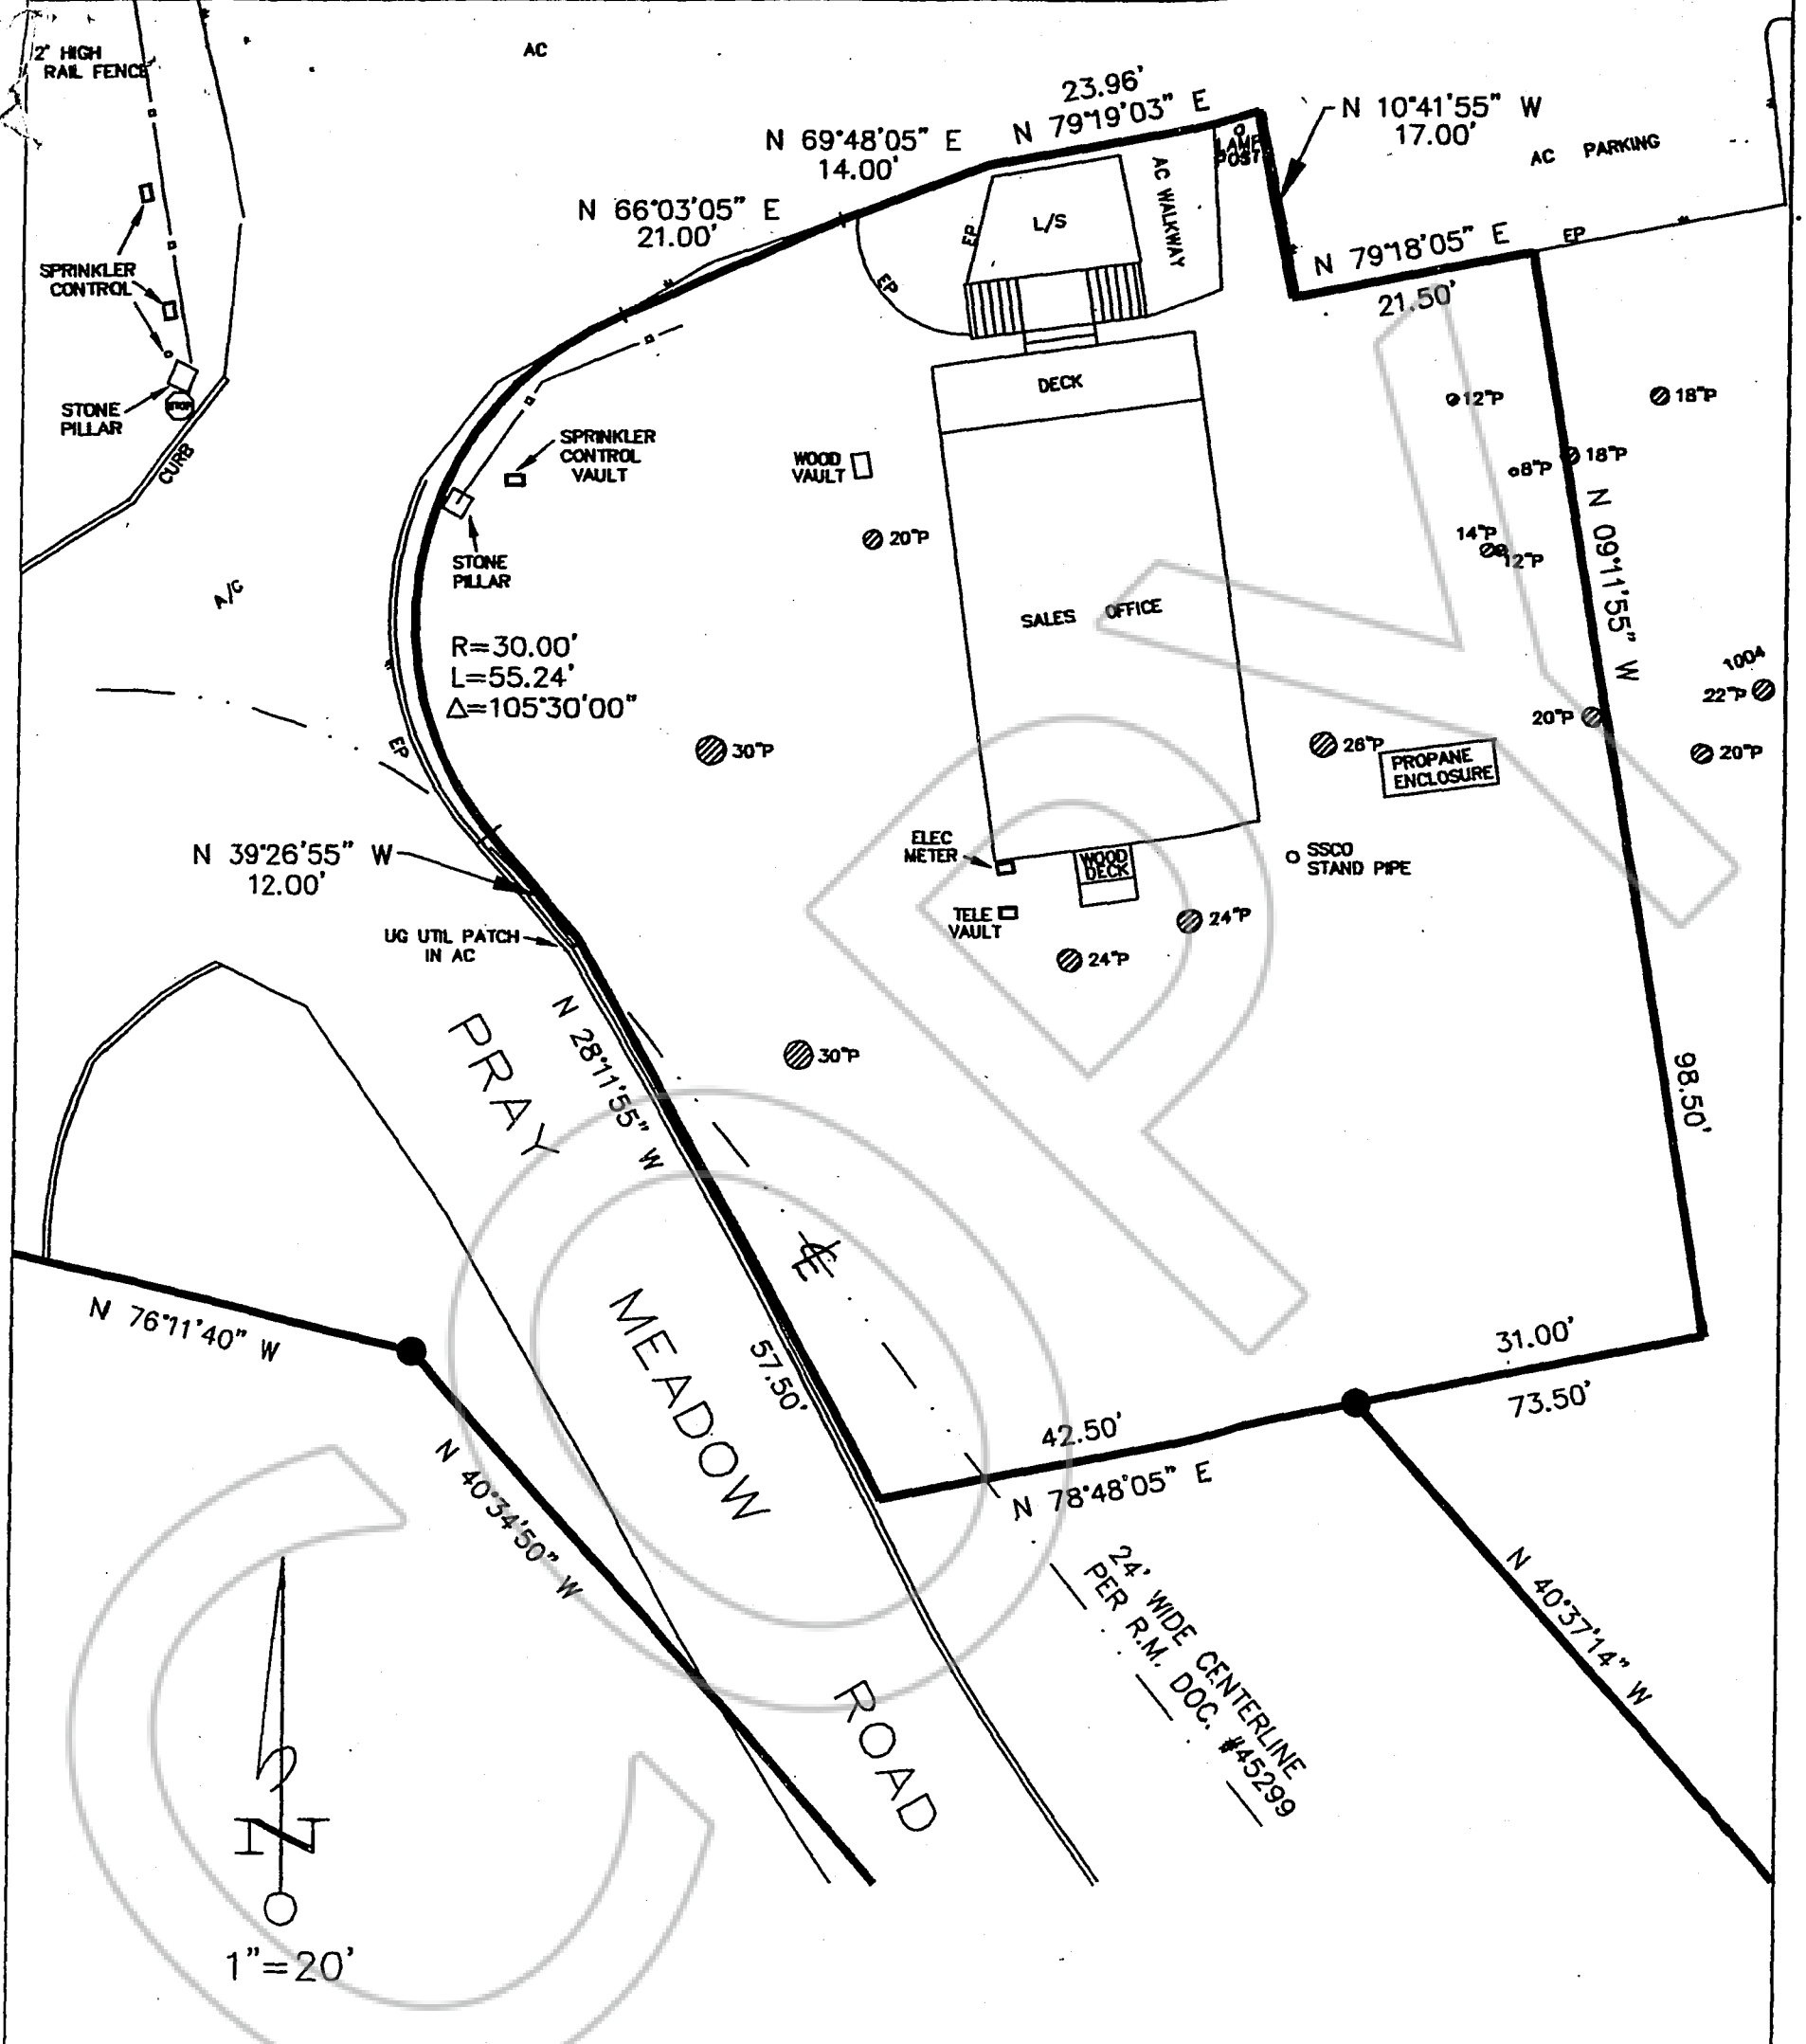 2' HIGH
RAIL FENCE
AC
23.96'
N 79°19'03" E
N 10°41'55" W
17.00'
AC PARKING
N 69°48'05" E
14.00'
LAMP
POST
AC WALKWAY
N 66°03'05" E
21.00'
L/S
EP
EP
N 79°18'05" E
EP
21.50'
SPRINKLER
CONTROL
STONE
PILLAR
STOP
CURB
DECK
12"P
18"P
SPRINKLER
CONTROL
VAULT
WOOD
VAULT
8"P
18"P
N 09°11'55" W
20"P
14"P
12"P
STONE
PILLAR
A/C
SALES OFFICE
R=30.00'
L=55.24'
Δ=105°30'00"
1004
22"P
EP
30"P
26"P
20"P
20"P
PROPANE
ENCLOSURE
N 39°26'55" W
12.00'
ELEC
METER
WOOD
DECK
SSCO
STAND PIPE
TELE
VAULT
24"P
24"P
UG UTIL PATCH
IN AC
N 28°11'55" W
30"P
98.50'
PRAY
MEADOW
ROAD
57.50'
N 76°11'40" W
31.00'
73.50'
42.50'
N 78°48'05" E
N 40°34'50" W
24' WIDE CENTERLINE
PER R.M. DOC. #45299
N 40°37'14" W
N
1"=20'
COPY